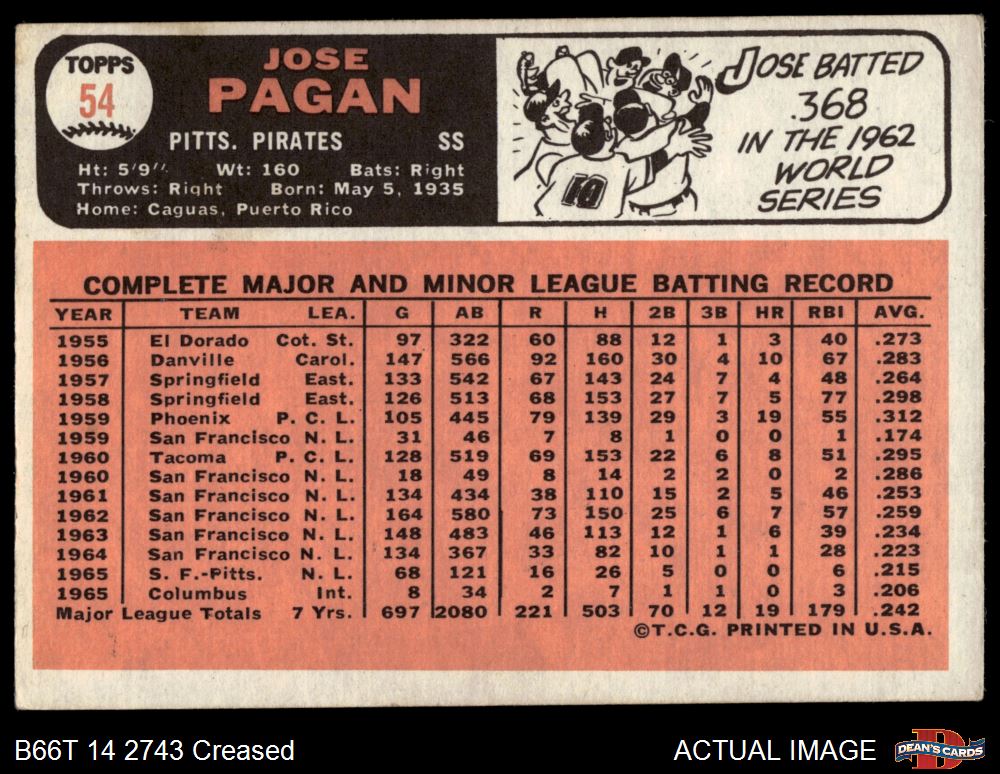 TOPPS
54
JOSE
PAGAN
PITTS. PIRATES SS
Ht: 5'9" Wt: 160 Bats: Right
Throws: Right Born: May 5, 1935
Home: Caguas, Puerto Rico
JOSE BATTED
.368
IN THE 1962
WORLD
SERIES
10
COMPLETE MAJOR AND MINOR LEAGUE BATTING RECORD
YEAR TEAM LEA. G AB R H 2B 3B HR RBI AVG.
1955 El Dorado Cot. St. 97 322 60 88 12 1 3 40 .273
1956 Danville Carol. 147 566 92 160 30 4 10 67 .283
1957 Springfield East. 133 542 67 143 24 7 4 48 .264
1958 Springfield East. 126 513 68 153 27 7 5 77 .298
1959 Phoenix P. C. L. 105 445 79 139 29 3 19 55 .312
1959 San Francisco N. L. 31 46 7 8 1 0 0 1 .174
1960 Tacoma P. C. L. 128 519 69 153 22 6 8 51 .295
1960 San Francisco N. L. 18 49 8 14 2 2 0 2 .286
1961 San Francisco N. L. 134 434 38 110 15 2 5 46 .253
1962 San Francisco N. L. 164 580 73 150 25 6 7 57 .259
1963 San Francisco N. L. 148 483 46 113 12 1 6 39 .234
1964 San Francisco N. L. 134 367 33 82 10 1 1 28 .223
1965 S. F.-Pitts. N. L. 68 121 16 26 5 0 0 6 .215
1965 Columbus Int. 8 34 2 7 1 1 0 3 .206
Major League Totals 7 Yrs. 697 2080 221 503 70 12 19 179 .242
©T.C.G. PRINTED IN U.S.A.
B66T 14 2743 Creased
ACTUAL IMAGE
D
DEAN'S CARDS